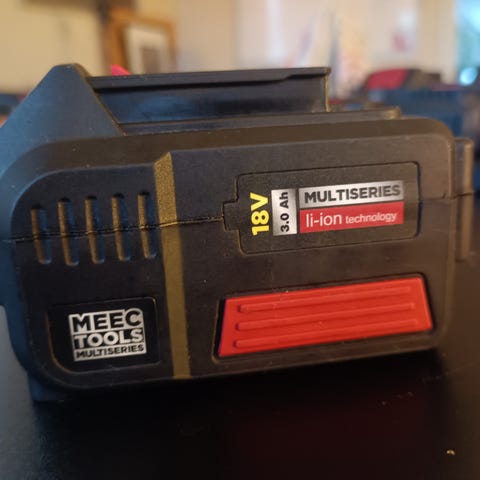 18V
3.0 Ah
MULTISERIES
li-ion technology
MEEC
TOOLS
MULTISERIES